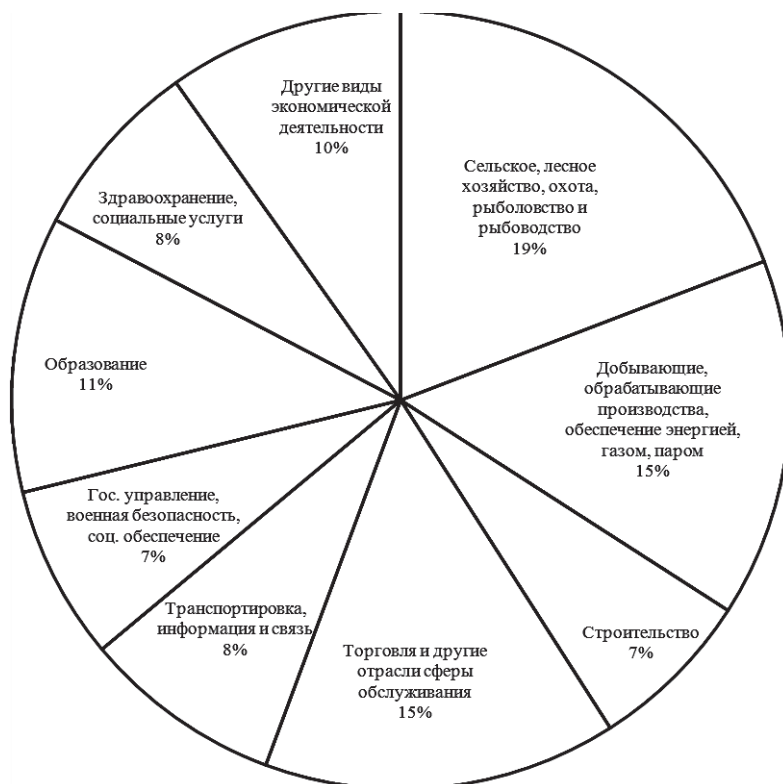 Другие виды
экономической
деятельности
10%
Сельское, лесное
хозяйство, охота,
рыболовство и
рыбоводство
19%
Здравоохранение,
социальные услуги
8%
Образование
11%
Добывающие,
обрабатывающие
производства,
обеспечение энергией,
газом, паром
15%
Гос. управление,
военная безопасность,
соц. обеспечение
7%
Транспортировка,
информация и связь
8%
Торговля и другие
отрасли сферы
обслуживания
15%
Строительство
7%